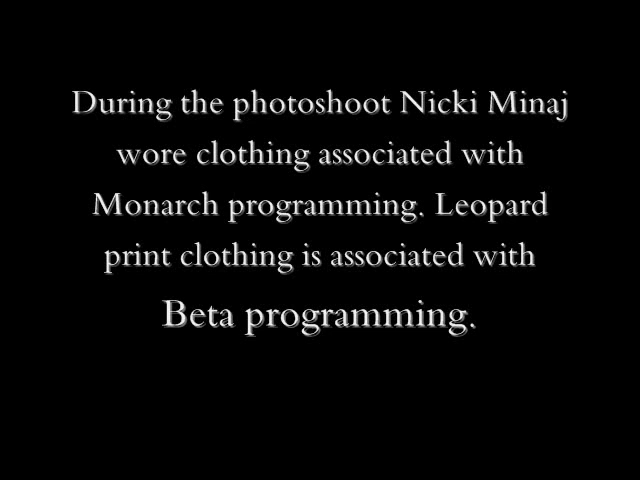 During the photoshoot Nicki Minaj
wore clothing associated with
Monarch programming. Leopard
print clothing is associated with
Beta programming.